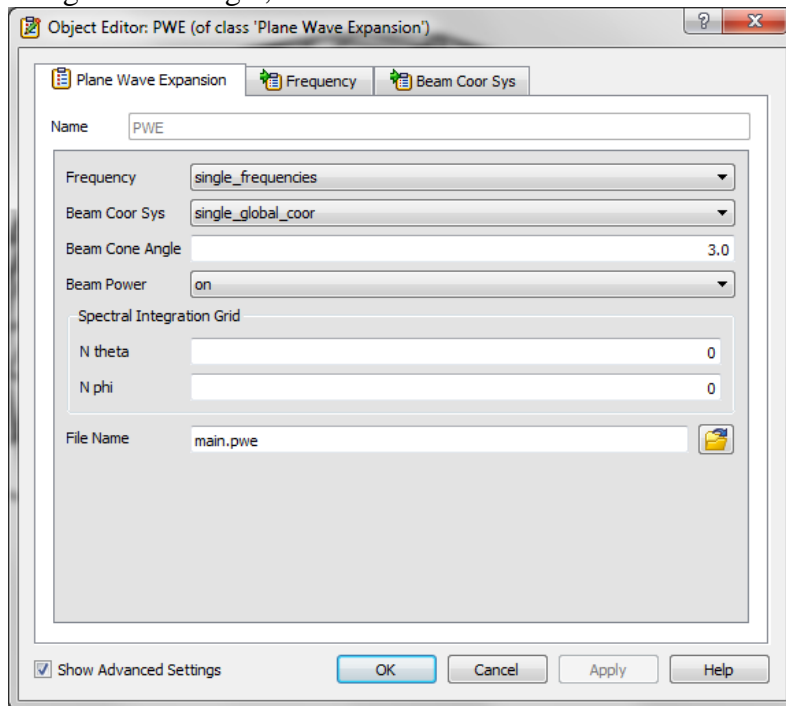 Object Editor: PWE (of class 'Plane Wave Expansion')
Plane Wave Expansion Frequency Beam Coor Sys
Name PWE
Frequency single_frequencies
Beam Coor Sys single_global_coor
Beam Cone Angle 3.0
Beam Power on
Spectral Integration Grid
N theta 0
N phi 0
File Name main.pwe
Show Advanced Settings OK Cancel Apply Help